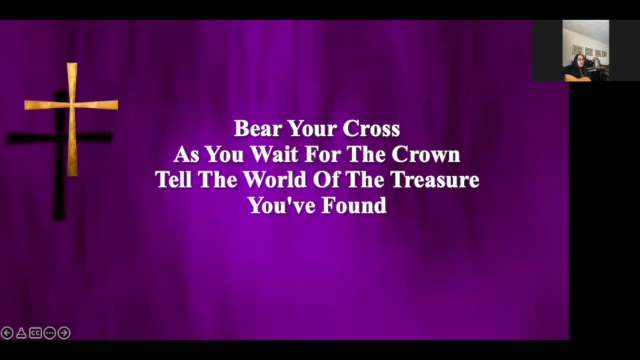 Bear Your Cross
As You Wait For The Crown
Tell The World Of The Treasure
You've Found